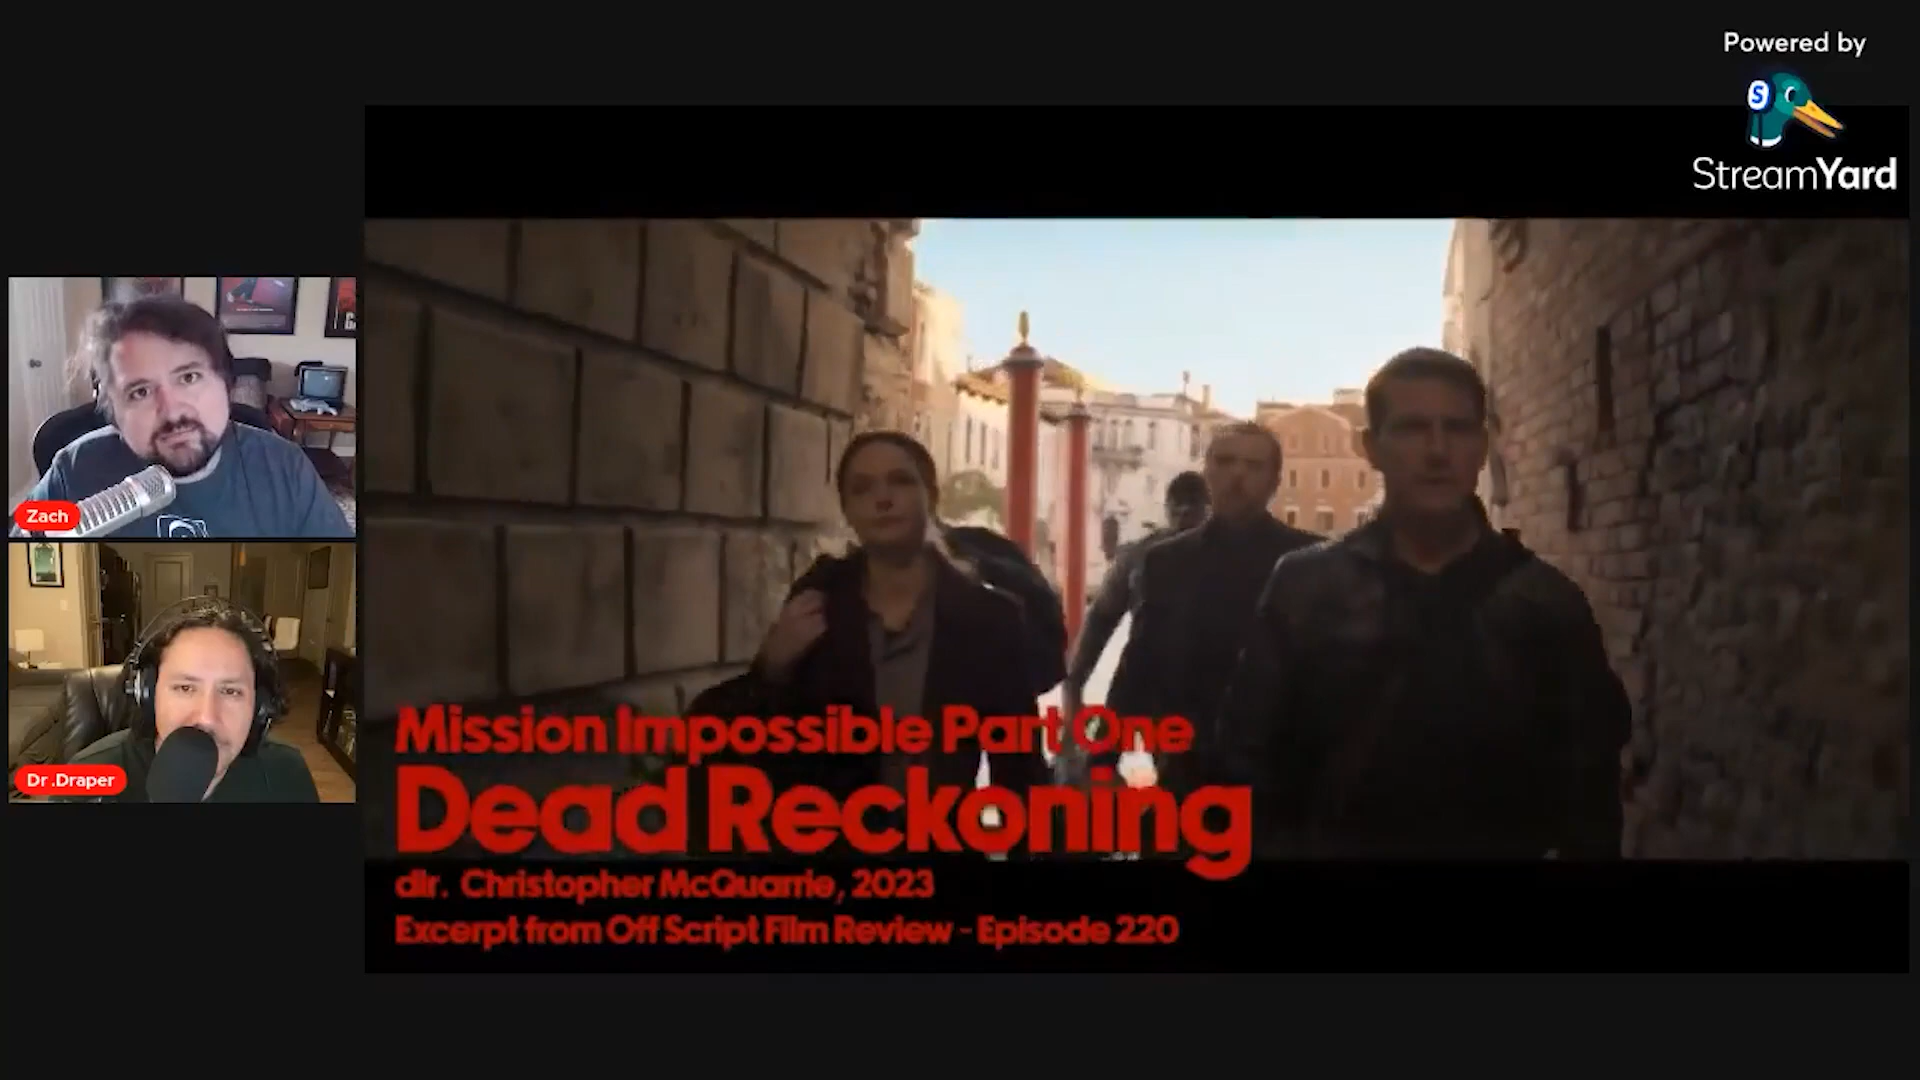 Powered by
S
StreamYard
Zach
Dr .Draper
Mission Impossible Part One
Dead Reckoning
dir. Christopher McQuarrie, 2023
Excerpt from Off Script Film Review - Episode 220